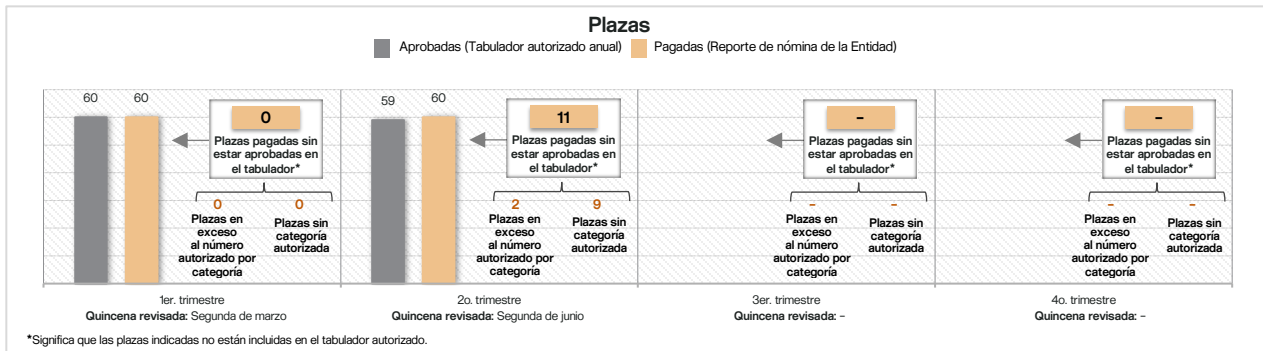 Plazas
Aprobadas (Tabulador autorizado anual)
Pagadas (Reporte de nómina de la Entidad)
60
60
0
Plazas pagadas sin
estar aprobadas en
el tabulador*
0
0
Plazas en
exceso
al número
autorizado por
categoría
Plazas sin
categoría
autorizada
59
60
11
Plazas pagadas sin
estar aprobadas en
el tabulador*
2
9
Plazas en
exceso
al número
autorizado por
categoría
Plazas sin
categoría
autorizada
–
Plazas pagadas sin
estar aprobadas en
el tabulador*
–
–
Plazas en
exceso
al número
autorizado por
categoría
Plazas sin
categoría
autorizada
–
Plazas pagadas sin
estar aprobadas en
el tabulador*
–
–
Plazas en
exceso
al número
autorizado por
categoría
Plazas sin
categoría
autorizada
1er. trimestre
Quincena revisada: Segunda de marzo
2o. trimestre
Quincena revisada: Segunda de junio
3er. trimestre
Quincena revisada: –
4o. trimestre
Quincena revisada: –
*Significa que las plazas indicadas no están incluidas en el tabulador autorizado.